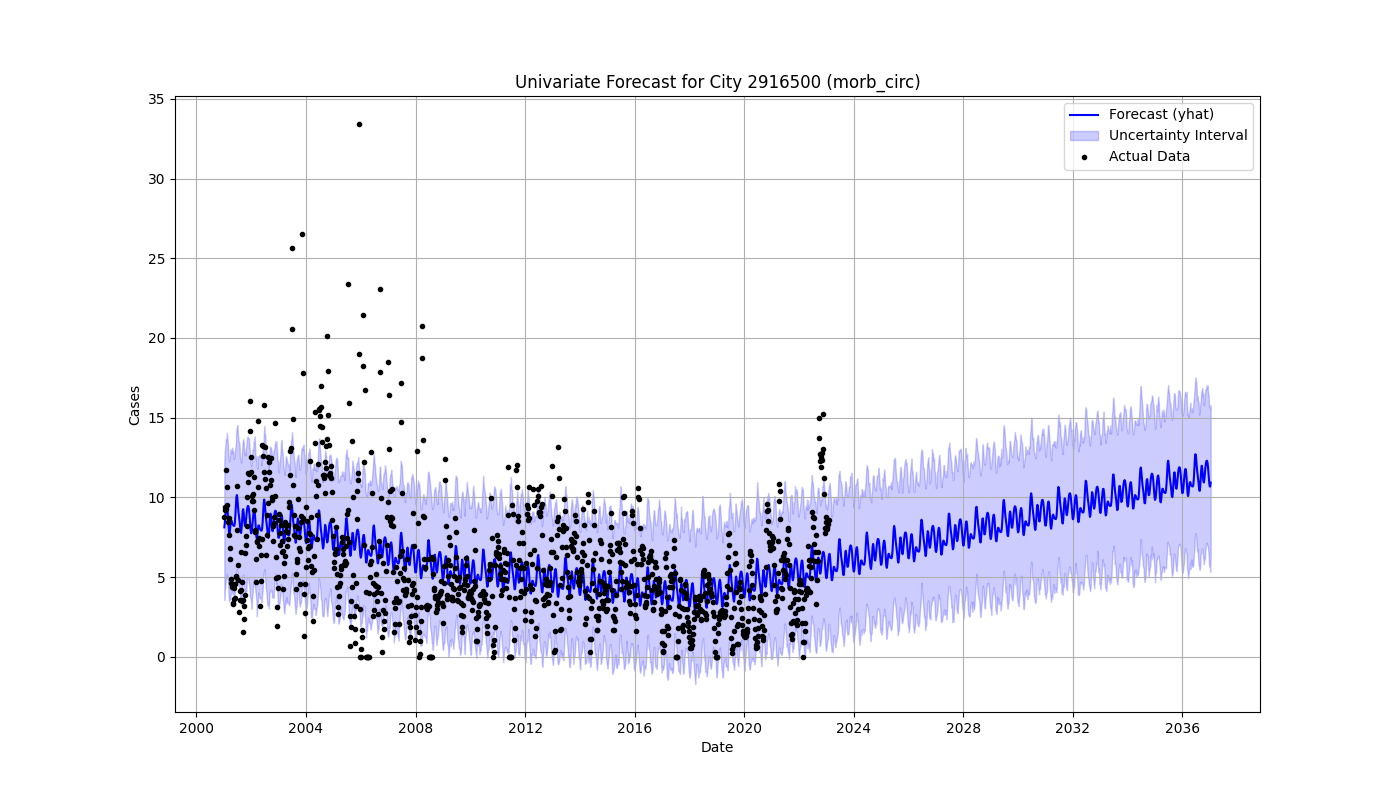 Univariate Forecast for City 2916500 (morb_circ)
35
30
25
20
15
10
5
0
Cases
Forecast (yhat)
Uncertainty Interval
Actual Data
2000 2004 2008 2012 2016 2020 2024 2028 2032 2036
Date